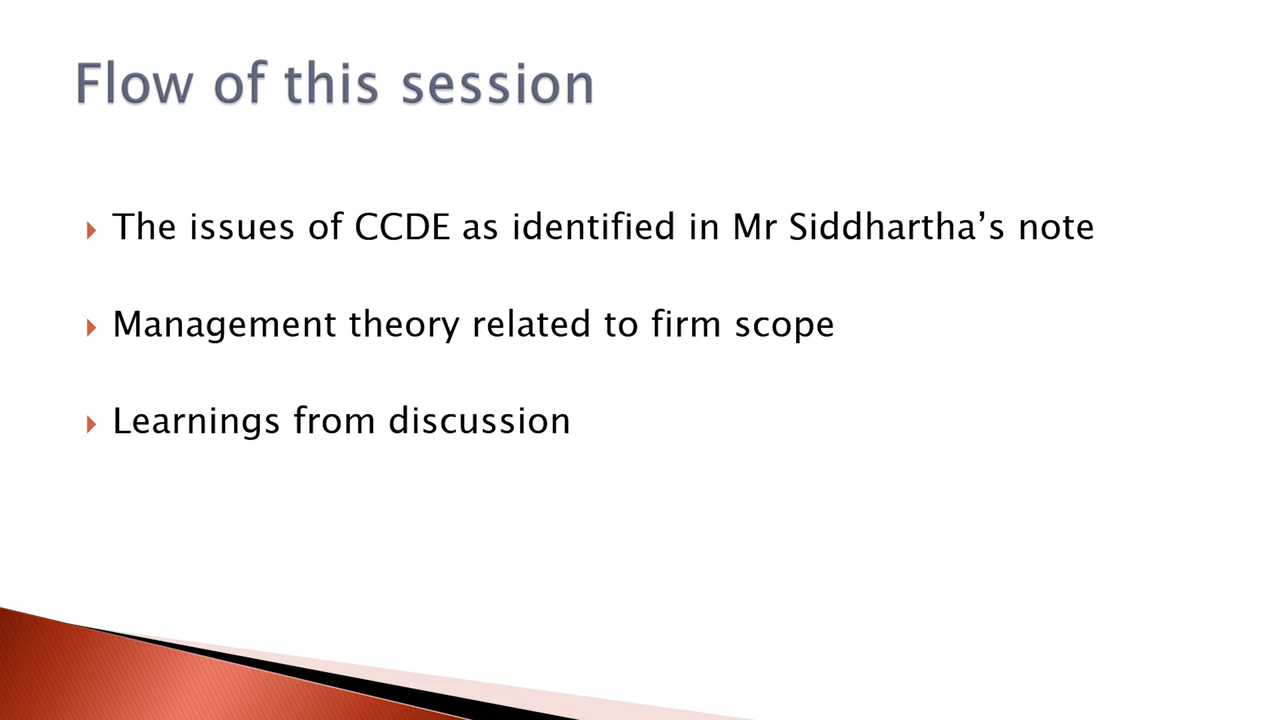 Flow of this session
The issues of CCDE as identified in Mr Siddhartha’s note
Management theory related to firm scope
Learnings from discussion